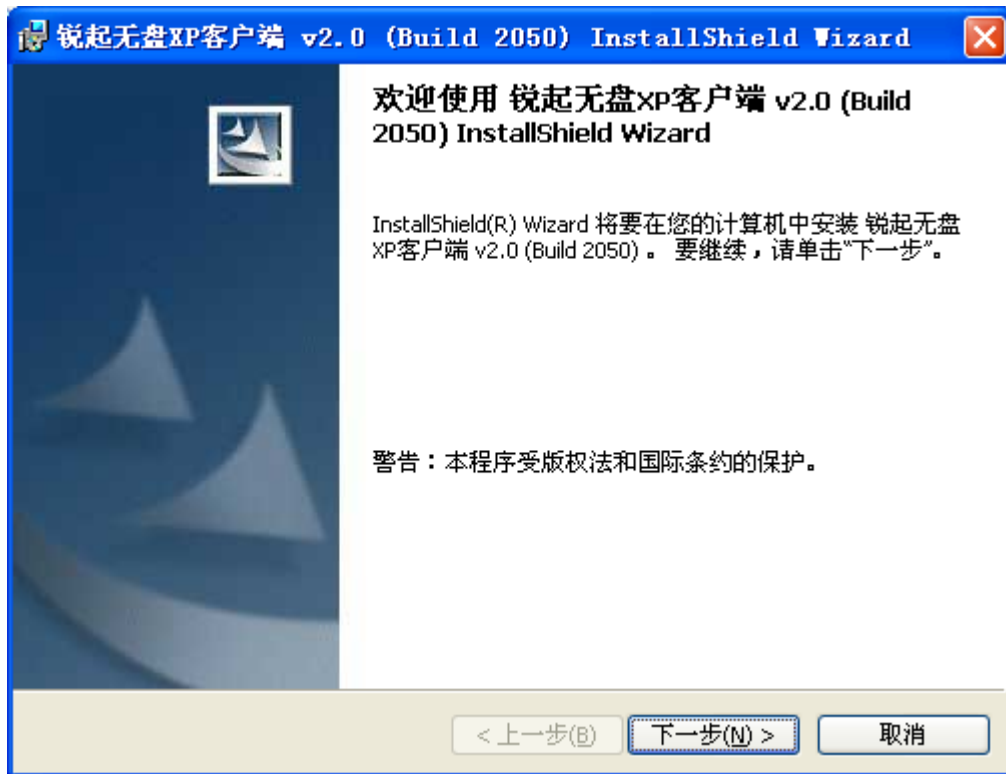 锐起无盘XP客户端 v2.0 (Build 2050) InstallShield Wizard
欢迎使用 锐起无盘XP客户端 v2.0 (Build
2050) InstallShield Wizard
InstallShield(R) Wizard 将要在您的计算机中安装 锐起无盘
XP客户端 v2.0 (Build 2050) 。 要继续，请单击“下一步”。
警告：本程序受版权法和国际条约的保护。
< 上一步(B)
下一步(N) >
取消